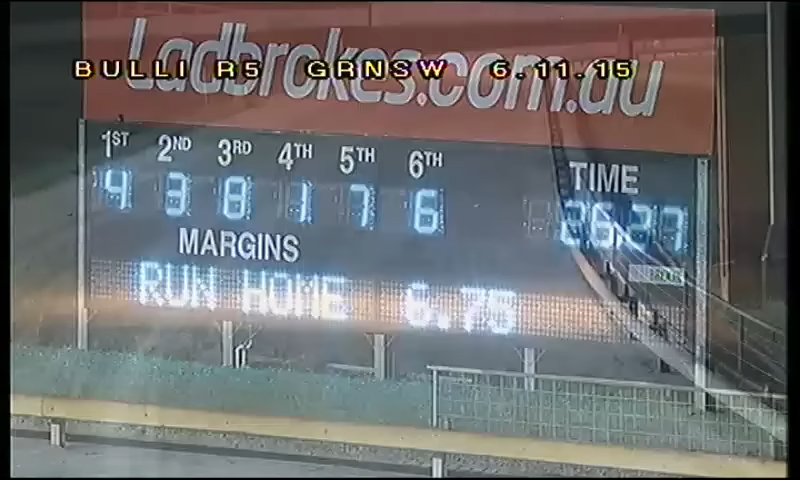 Ladbrokes.com.au
BULLI R5 GRNSW 6.11.15
1ST 2ND 3RD 4TH 5TH 6TH TIME
4 3 8 1 7 6 26.27
MARGINS
RUN HOME 6.75